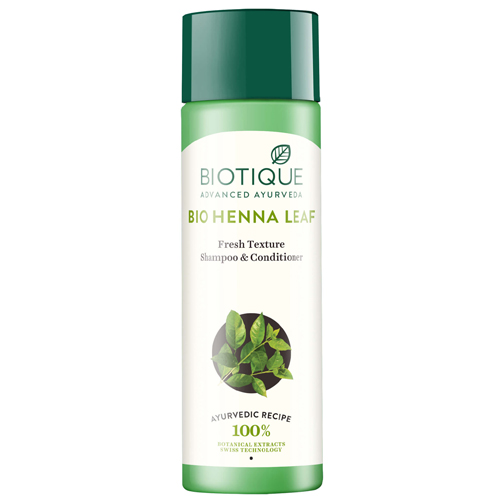 BIOTIQUE
ADVANCED AYURVEDA
BIO HENNA LEAF
Fresh Texture
Shampoo & Conditioner
AYURVEDIC RECIPE
100%
BOTANICAL EXTRACTS
SWISS TECHNOLOGY